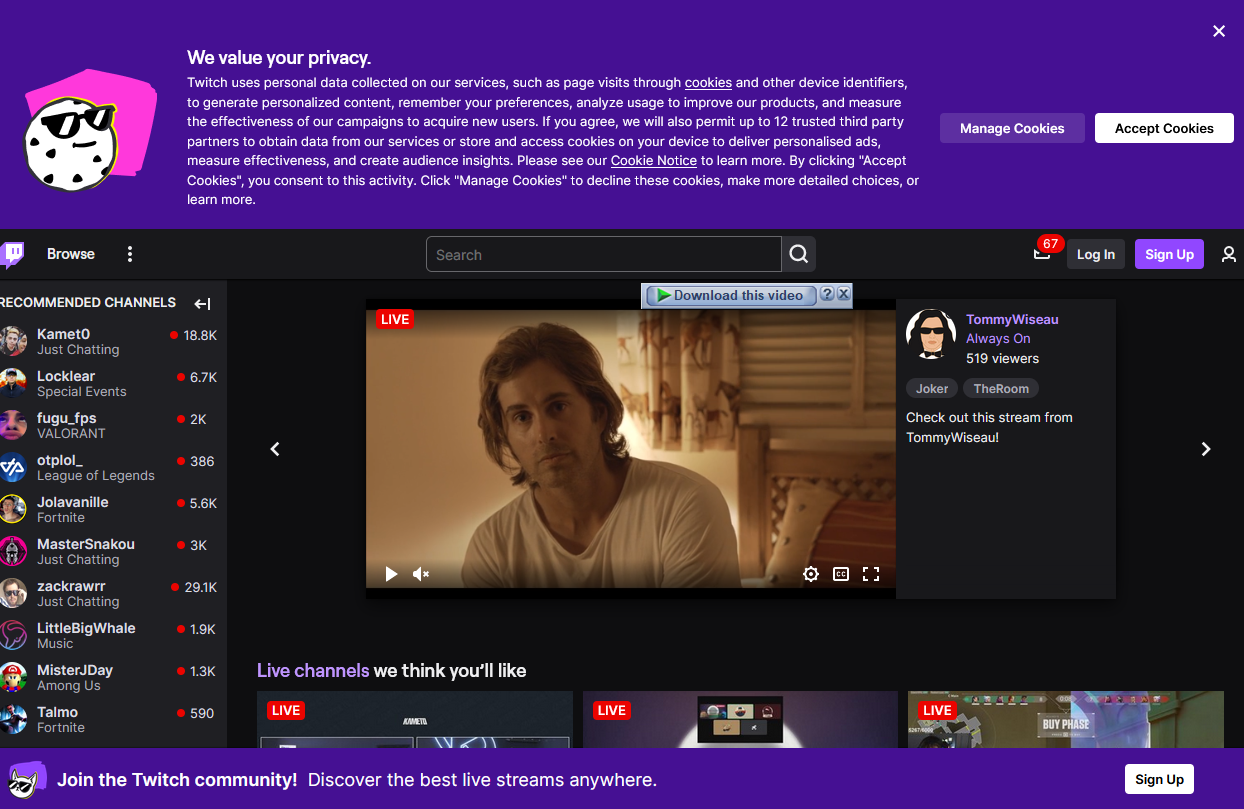 We value your privacy.
Twitch uses personal data collected on our services, such as page visits through cookies and other device identifiers,
to generate personalized content, remember your preferences, analyze usage to improve our products, and measure
the effectiveness of our campaigns to acquire new users. If you agree, we will also permit up to 12 trusted third party
partners to obtain data from our services or store and access cookies on your device to deliver personalised ads,
measure effectiveness, and create audience insights. Please see our Cookie Notice to learn more. By clicking "Accept
Cookies", you consent to this activity. Click "Manage Cookies" to decline these cookies, make more detailed choices, or
learn more.
Manage Cookies
Accept Cookies
Browse
Search
67
Log In
Sign Up
RECOMMENDED CHANNELS
Kamet0 18.8K
Just Chatting
Locklear 6.7K
Special Events
fugu_fps 2K
VALORANT
otplol_ 386
League of Legends
Jolavanille 5.6K
Fortnite
MasterSnakou 3K
Just Chatting
zackrawrr 29.1K
Just Chatting
LittleBigWhale 1.9K
Music
MisterJDay 1.3K
Among Us
Talmo 590
Fortnite
Download this video ?
LIVE
CC
TommyWiseau
Always On
519 viewers
Joker TheRoom
Check out this stream from
TommyWiseau!
Live channels we think you'll like
LIVE
KAMETO
LIVE
LIVE
BUY PHASE
Join the Twitch community! Discover the best live streams anywhere.
Sign Up